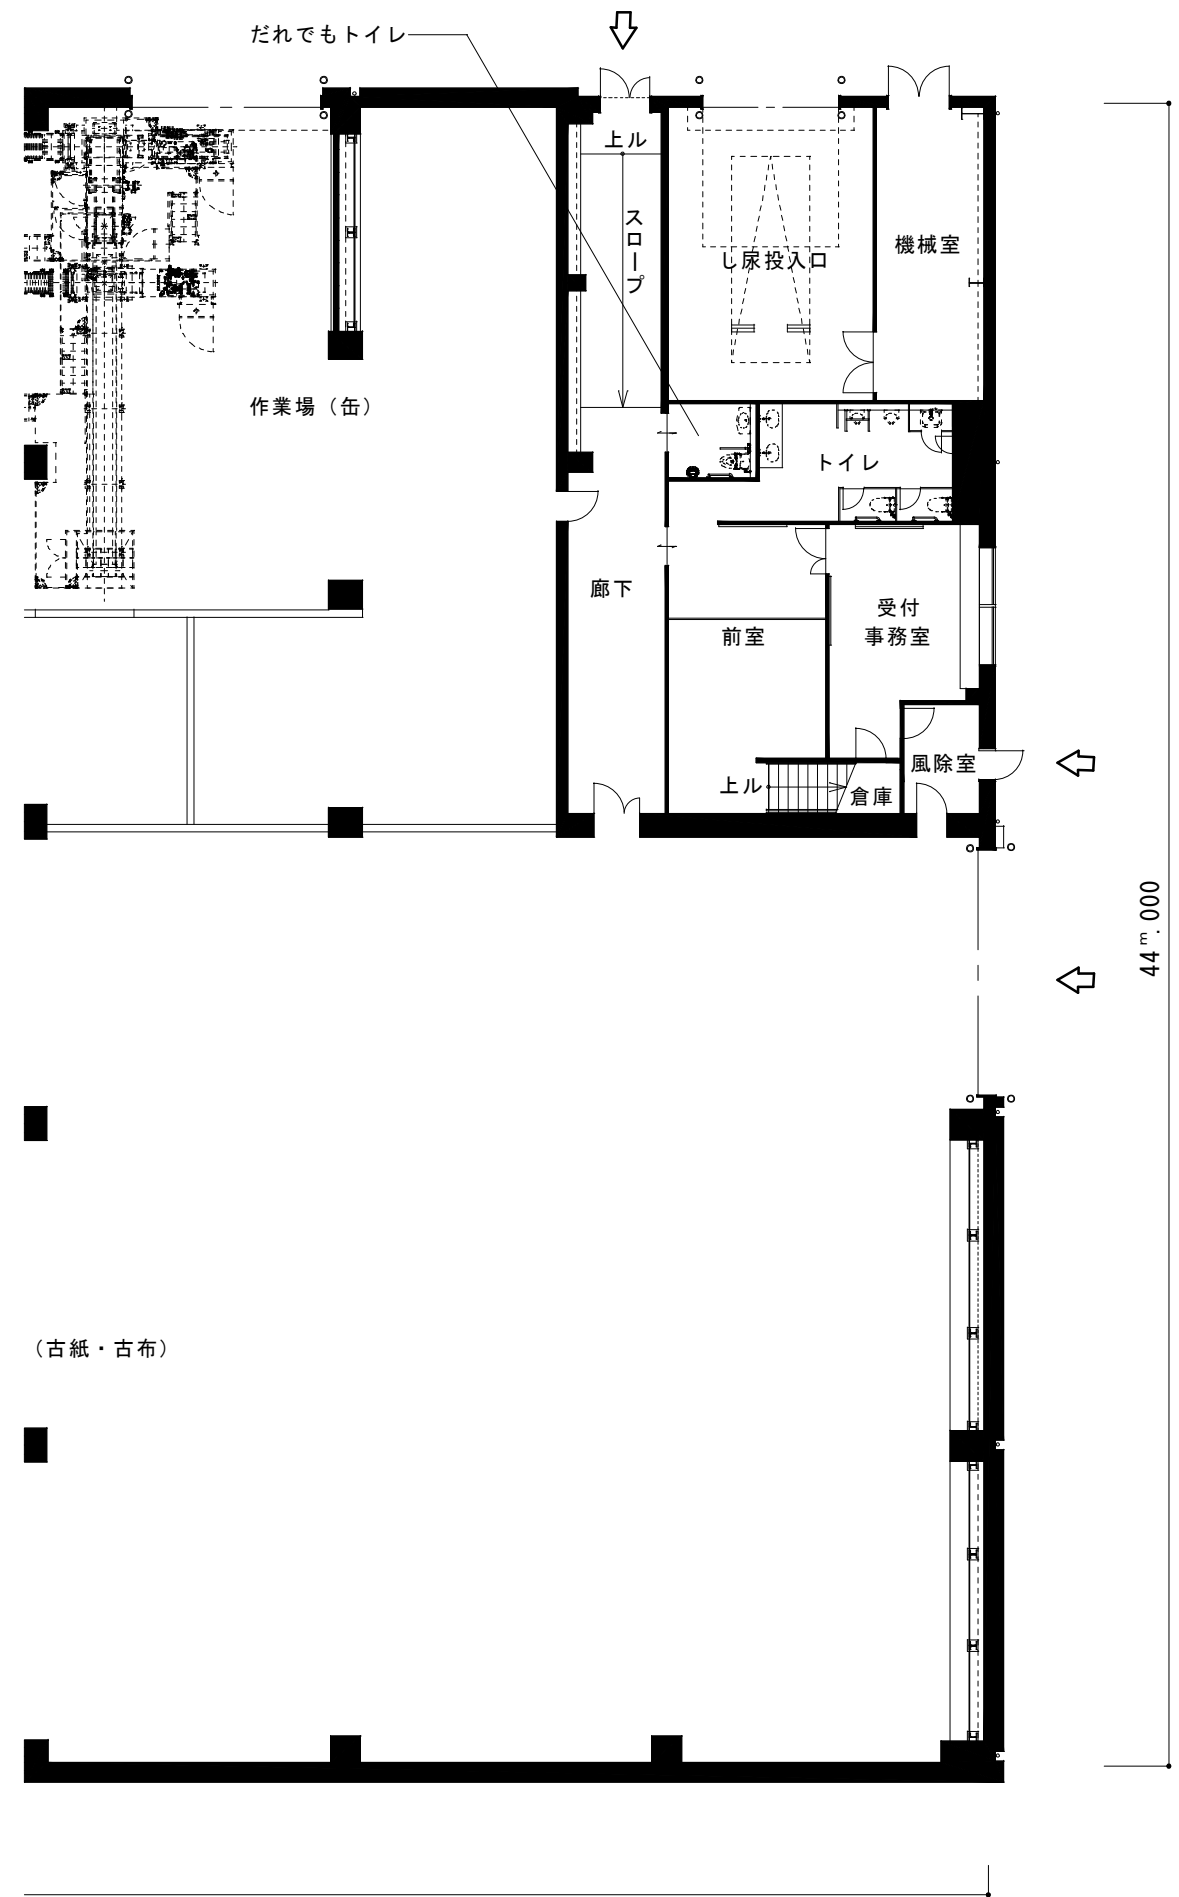 だれでもトイレ
上ル
スロープ
し尿投入口
機械室
作業場（缶）
トイレ
廊下
受付
事務室
前室
風除室
上ル
倉庫
44ｍ.000
（古紙・古布）